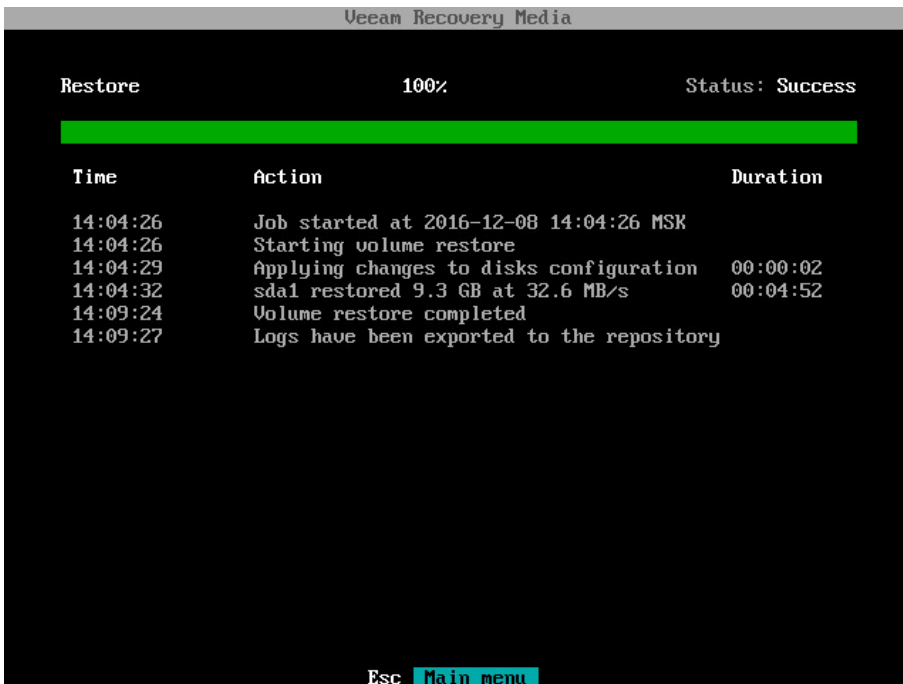 Veeam Recovery Media
Restore 100% Status: Success
Time Action Duration
14:04:26 Job started at 2016-12-08 14:04:26 MSK
14:04:26 Starting volume restore
14:04:29 Applying changes to disks configuration 00:00:02
14:04:32 sda1 restored 9.3 GB at 32.6 MB/s 00:04:52
14:09:24 Volume restore completed
14:09:27 Logs have been exported to the repository
Esc Main menu